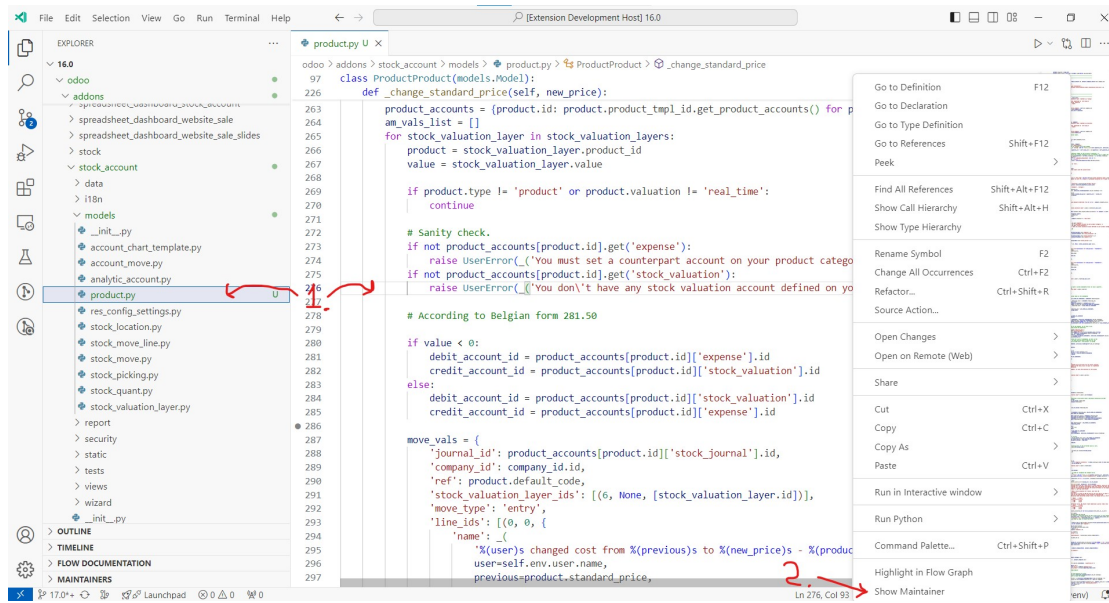 File Edit Selection View Go Run Terminal Help
[Extension Development Host] 16.0
EXPLORER
16.0
odoo
addons
spreadsheet_dashboard_stock_account
spreadsheet_dashboard_website_sale
spreadsheet_dashboard_website_sale_slides
stock
stock_account
data
i18n
models
__init__.py
account_chart_template.py
account_move.py
analytic_account.py
product.py U
res_config_settings.py
stock_location.py
stock_move_line.py
stock_move.py
stock_picking.py
stock_quant.py
stock_valuation_layer.py
report
security
static
tests
views
wizard
__init__.py
OUTLINE
TIMELINE
FLOW DOCUMENTATION
MAINTAINERS
product.py U
odoo > addons > stock_account > models > product.py > ProductProduct > _change_standard_price
97 class ProductProduct(models.Model):
226 def _change_standard_price(self, new_price):
263 product_accounts = {product.id: product.product_tmpl_id.get_product_accounts() for p
264 am_vals_list = []
265 for stock_valuation_layer in stock_valuation_layers:
266 product = stock_valuation_layer.product_id
267 value = stock_valuation_layer.value
268
269 if product.type != 'product' or product.valuation != 'real_time':
270 continue
271
272 # Sanity check.
273 if not product_accounts[product.id].get('expense'):
274 raise UserError(_('You must set a counterpart account on your product catego
275 if not product_accounts[product.id].get('stock_valuation'):
276 raise UserError(_('You don\'t have any stock valuation account defined on yo
277
278 # According to Belgian form 281.50
279
280 if value < 0:
281 debit_account_id = product_accounts[product.id]['expense'].id
282 credit_account_id = product_accounts[product.id]['stock_valuation'].id
283 else:
284 debit_account_id = product_accounts[product.id]['stock_valuation'].id
285 credit_account_id = product_accounts[product.id]['expense'].id
286
287 move_vals = {
288 'journal_id': product_accounts[product.id]['stock_journal'].id,
289 'company_id': company_id.id,
290 'ref': product.default_code,
291 'stock_valuation_layer_ids': [(6, None, [stock_valuation_layer.id])],
292 'move_type': 'entry',
293 'line_ids': [(0, 0, {
294 'name': _(
295 '%(user)s changed cost from %(previous)s to %(new_price)s - %(produc
296 user=self.env.user.name,
297 previous=product.standard_price,
1.
2.
Go to Definition F12
Go to Declaration
Go to Type Definition
Go to References Shift+F12
Peek
Find All References Shift+Alt+F12
Show Call Hierarchy Shift+Alt+H
Show Type Hierarchy
Rename Symbol F2
Change All Occurrences Ctrl+F2
Refactor... Ctrl+Shift+R
Source Action...
Open Changes
Open on Remote (Web)
Share
Cut Ctrl+X
Copy Ctrl+C
Copy As
Paste Ctrl+V
Run in Interactive window
Run Python
Command Palette... Ctrl+Shift+P
Highlight in Flow Graph
Show Maintainer
17.0*+ Launchpad 0 0 0 Ln 276, Col 93 venv)